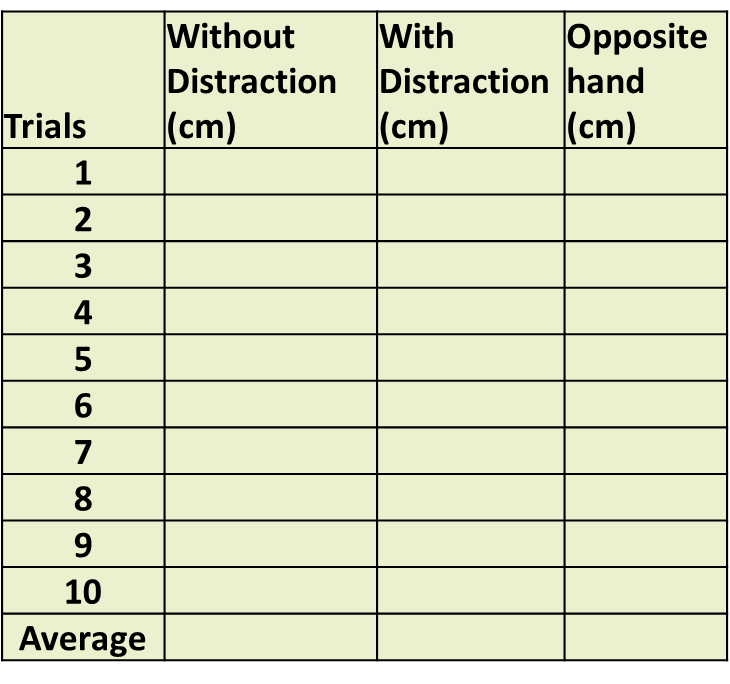 Trials
Without
Distraction
(cm)
With
Distraction
(cm)
Opposite
hand
(cm)
1
2
3
4
5
6
7
8
9
10
Average